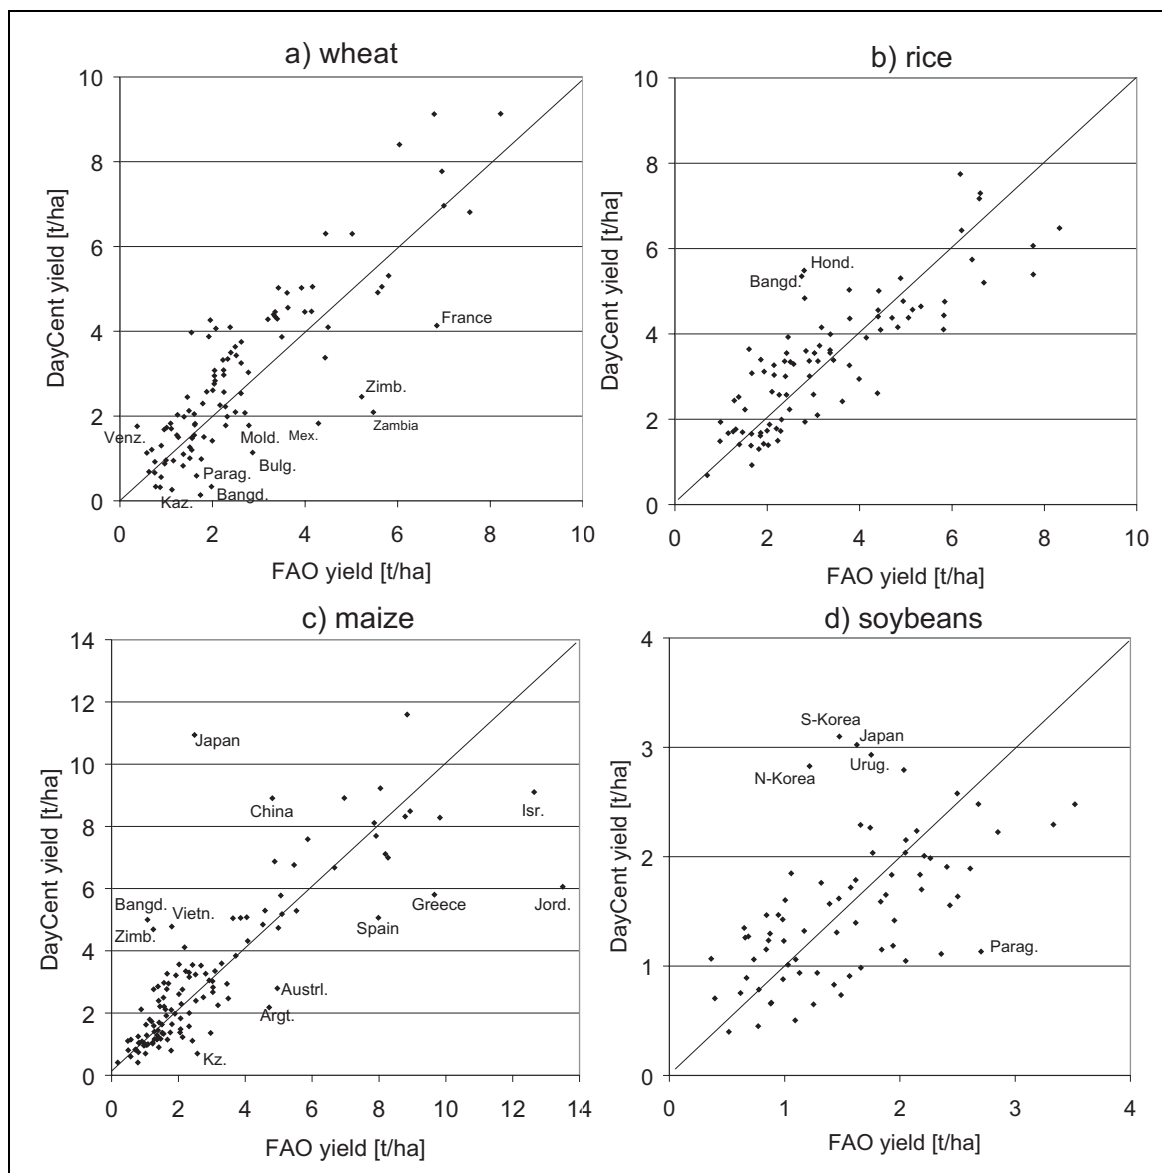 a) wheat
10
8
6
4
2
0
DayCent yield [t/ha]
France
Zimb.
Zambia
Mex.
Mold.
Venz.
Bulg.
Parag.
Kaz.
Bangd.
0 2 4 6 8 10
FAO yield [t/ha]
b) rice
10
8
6
4
2
0
DayCent yield [t/ha]
Hond.
Bangd.
0 2 4 6 8 10
FAO yield [t/ha]
c) maize
14
12
10
8
6
4
2
0
DayCent yield [t/ha]
Japan
China
Isr.
Bangd.
Vietn.
Zimb.
Greece
Jord.
Spain
Austrl.
Argt.
Kz.
0 2 4 6 8 10 12 14
FAO yield [t/ha]
d) soybeans
4
3
2
1
0
DayCent yield [t/ha]
S-Korea
Japan
Urug.
N-Korea
Parag.
0 1 2 3 4
FAO yield [t/ha]